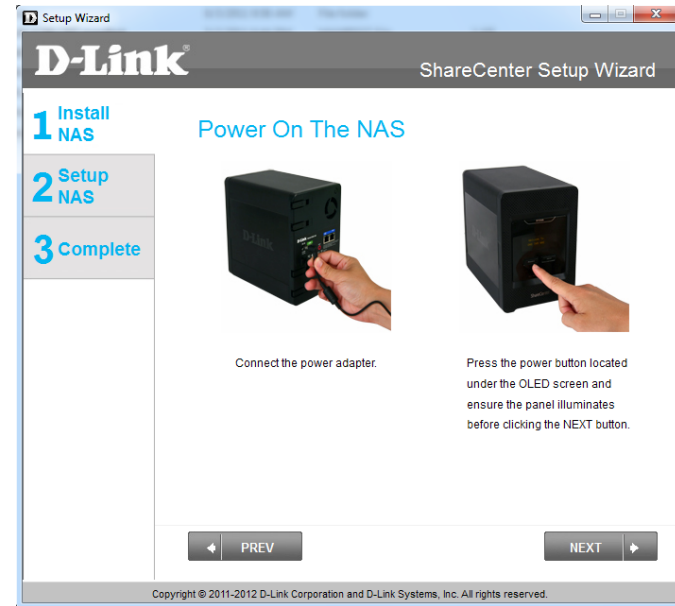 Setup Wizard
D-Link®
ShareCenter Setup Wizard
1 Install
NAS
2 Setup
NAS
3 Complete
Power On The NAS
D-Link
Connect the power adapter.
Press the power button located
under the OLED screen and
ensure the panel illuminates
before clicking the NEXT button.
PREV
NEXT
Copyright © 2011-2012 D-Link Corporation and D-Link Systems, Inc. All rights reserved.